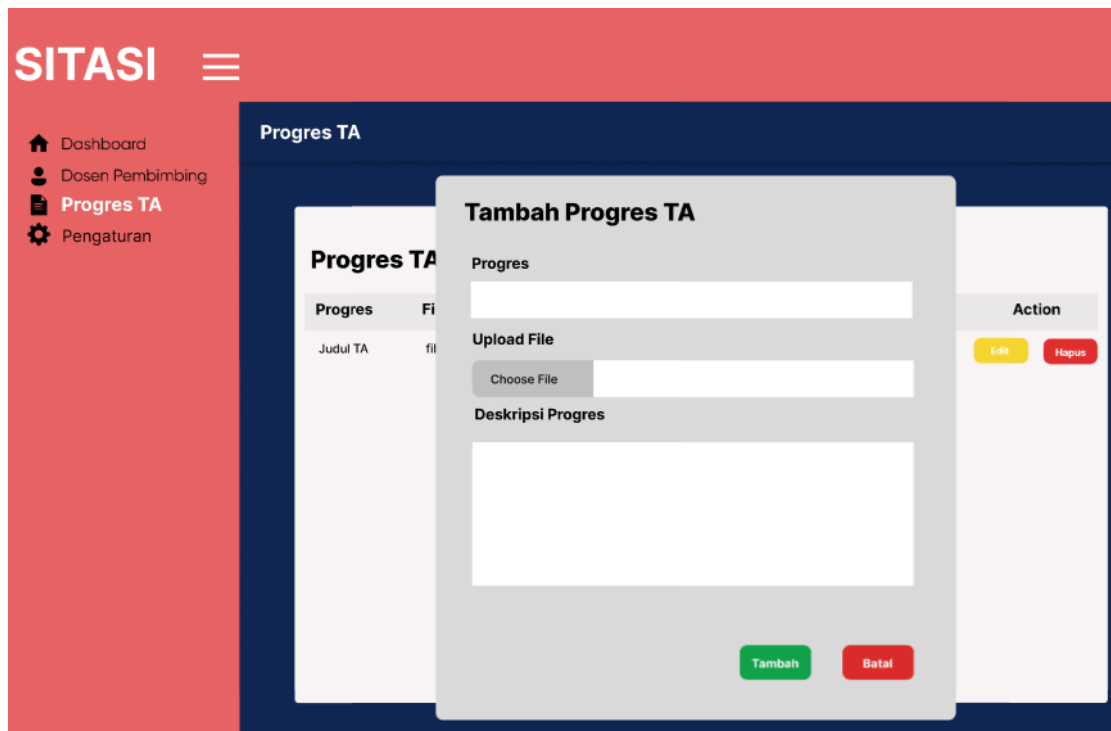 SITASI
Dashboard
Dosen Pembimbing
Progres TA
Pengaturan
Progres TA
Progres TA
Progres
Action
Judul TA
Edit
Hapus
Tambah Progres TA
Progres
Upload File
Choose File
Deskripsi Progres
Tambah
Batal